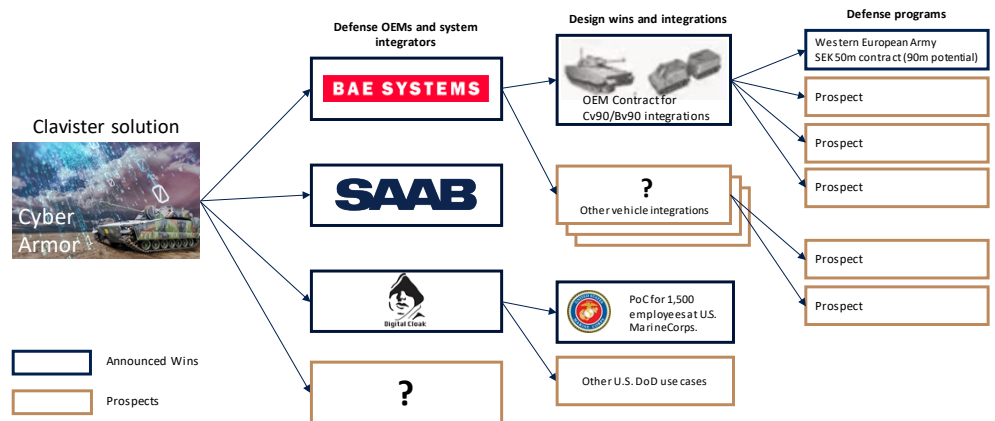 Defense OEMs and system
integrators
Design wins and integrations
Defense programs
Clavister solution
Cyber
Armor
BAE SYSTEMS
SAAB
Digital Cloak
?
OEM Contract for
Cv90/Bv90 integrations
?
Other vehicle integrations
PoC for 1,500
employees at U.S.
Marine Corps.
Other U.S. DoD use cases
Western European Army
SEK 50m contract (90m potential)
Prospect
Prospect
Prospect
Prospect
Prospect
Announced Wins
Prospects